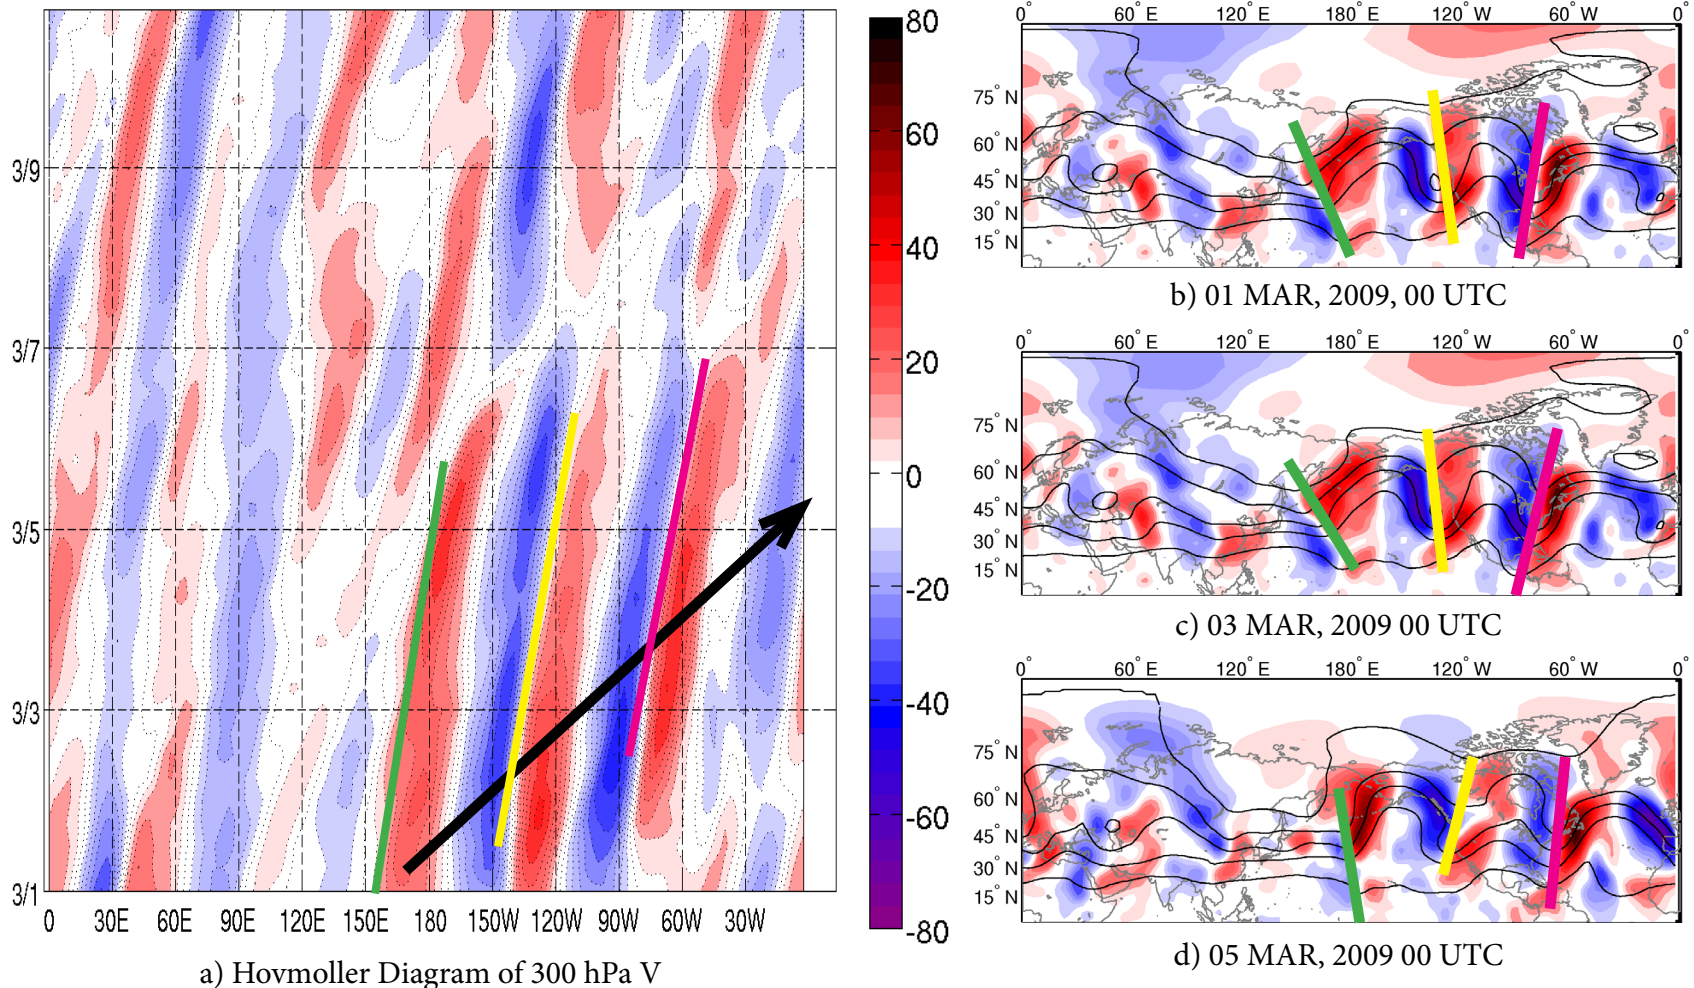 3/9
3/7
3/5
3/3
3/1
0 30E 60E 90E 120E 150E 180 150W 120W 90W 60W 30W
a) Hovmoller Diagram of 300 hPa V
80
60
40
20
0
-20
-40
-60
-80
0° 60° E 120° E 180° E 120° W 60° W 0°
75° N
60° N
45° N
30° N
15° N
b) 01 MAR, 2009, 00 UTC
0° 60° E 120° E 180° E 120° W 60° W 0°
75° N
60° N
45° N
30° N
15° N
c) 03 MAR, 2009 00 UTC
0° 60° E 120° E 180° E 120° W 60° W 0°
75° N
60° N
45° N
30° N
15° N
d) 05 MAR, 2009 00 UTC